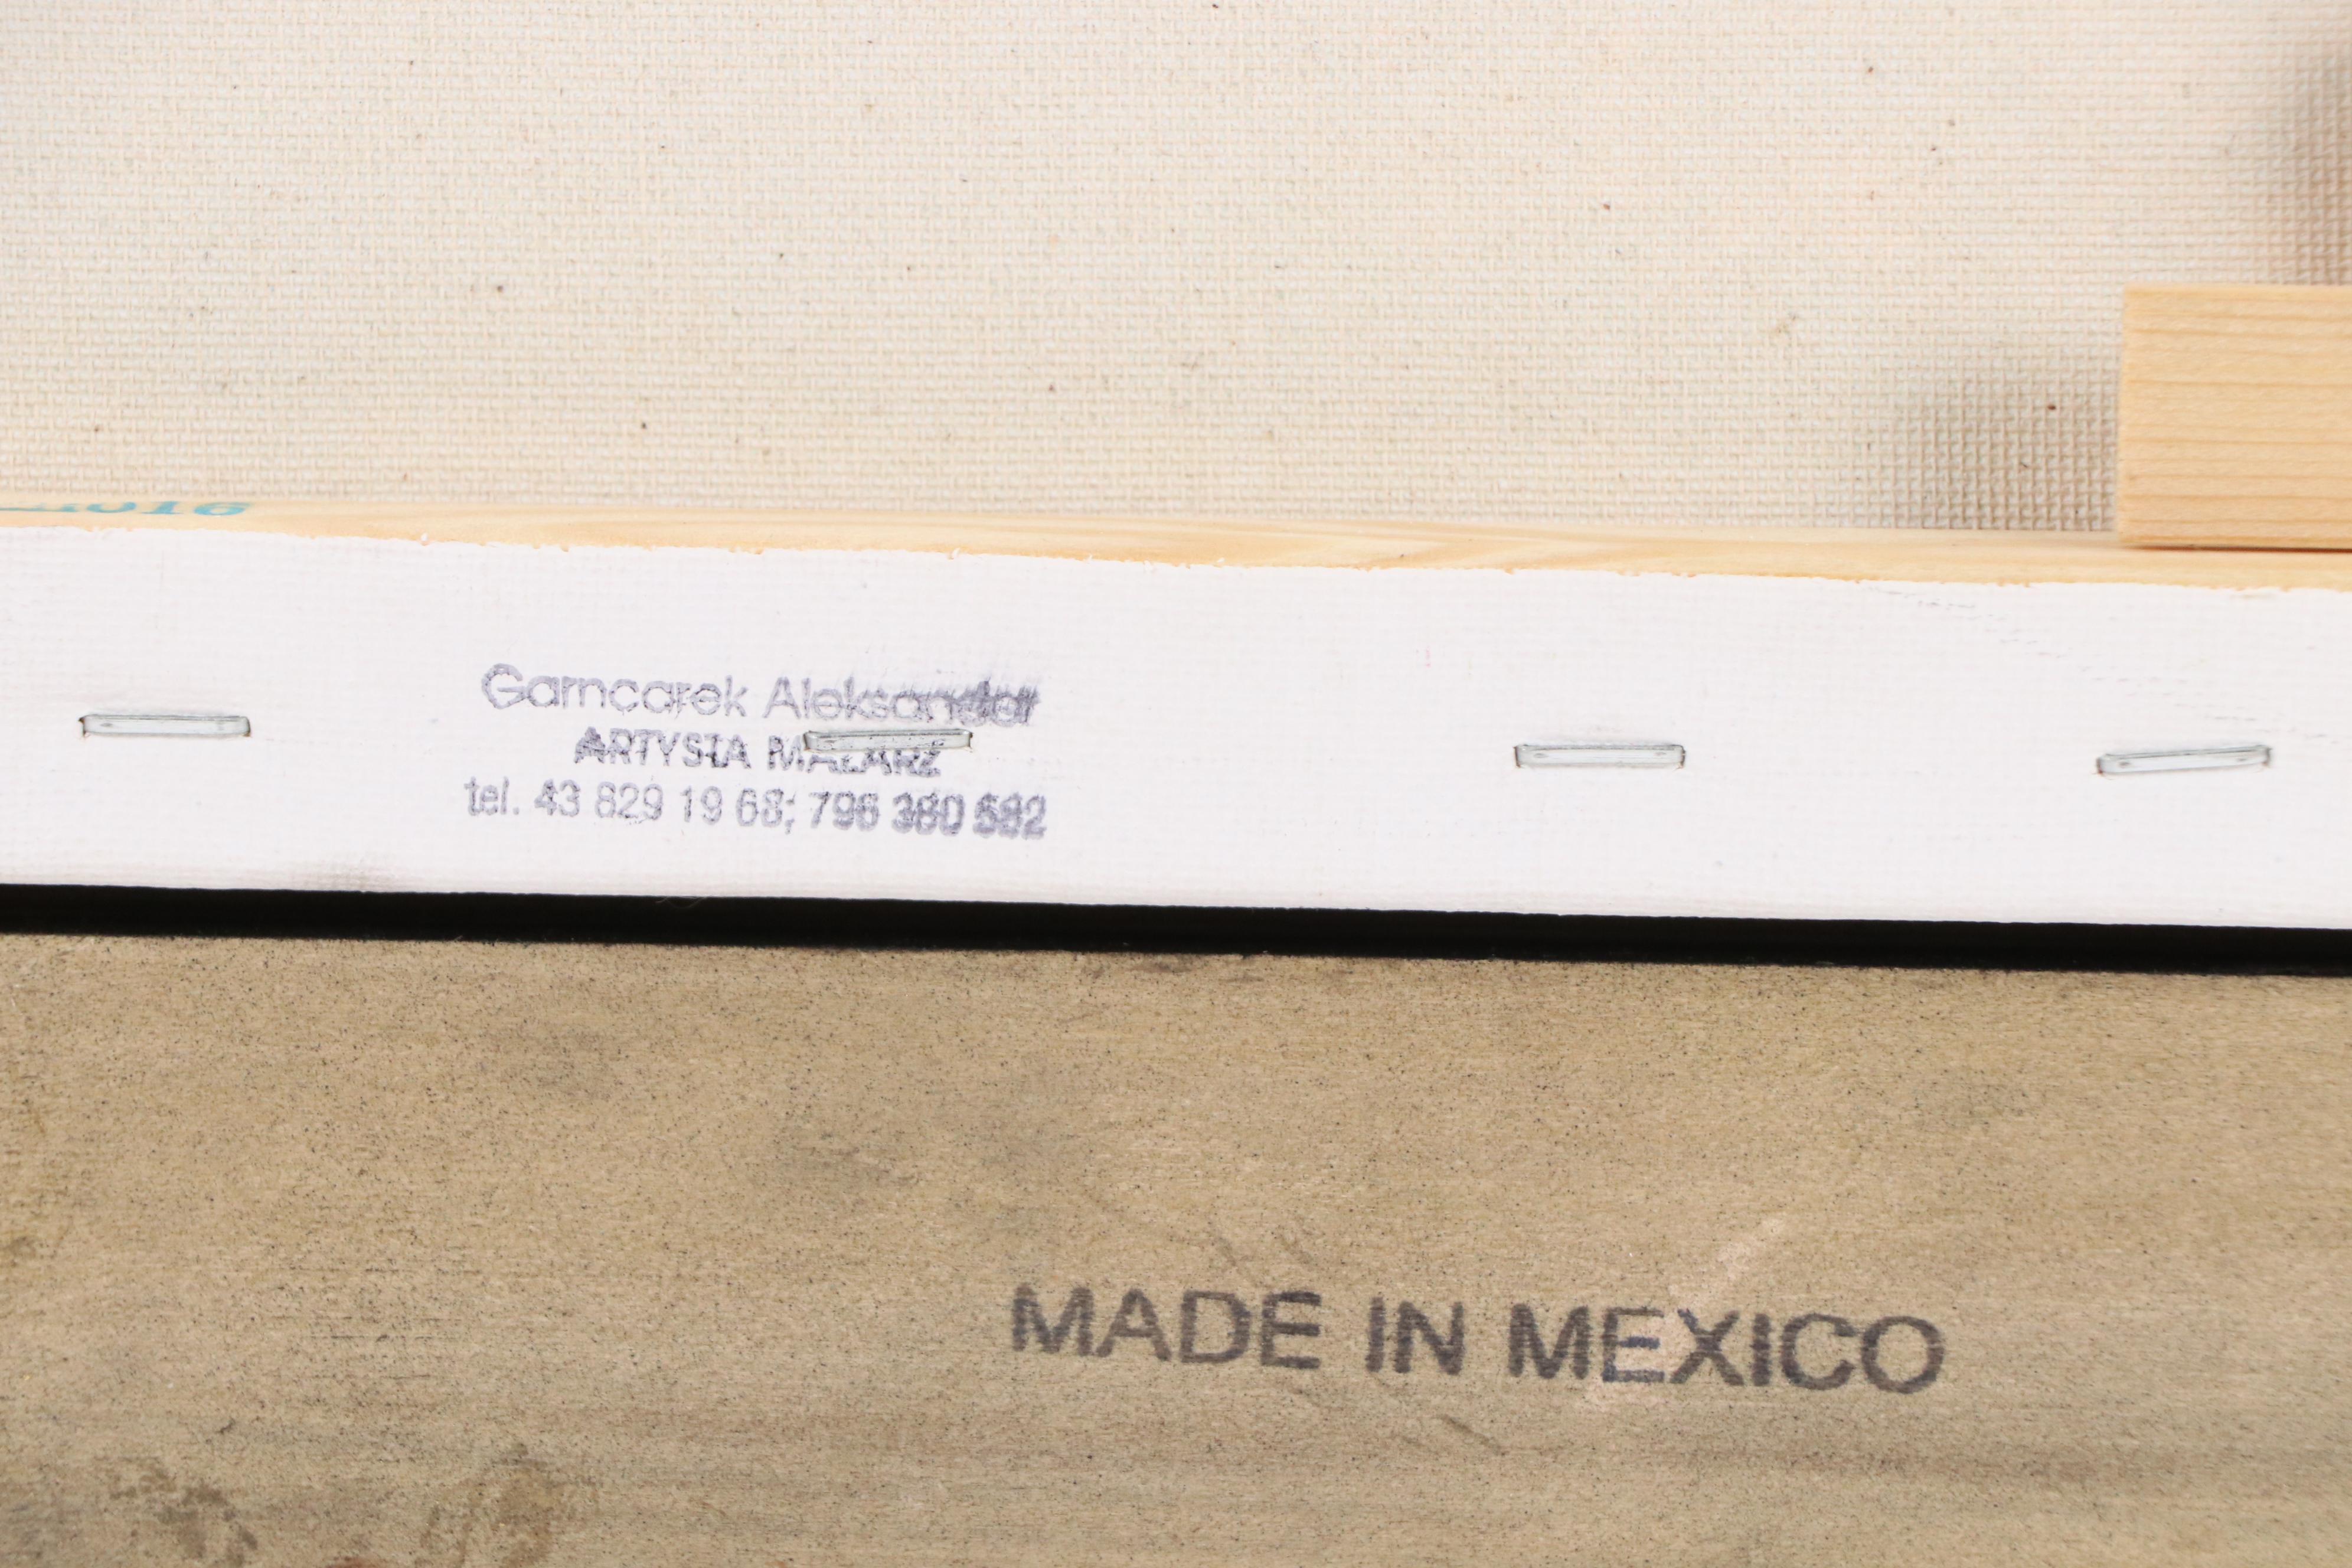 Garncarek Aleksander
ARTYSTA MALARZ
tel. 43 829 19 68; 796 380 582
MADE IN MEXICO